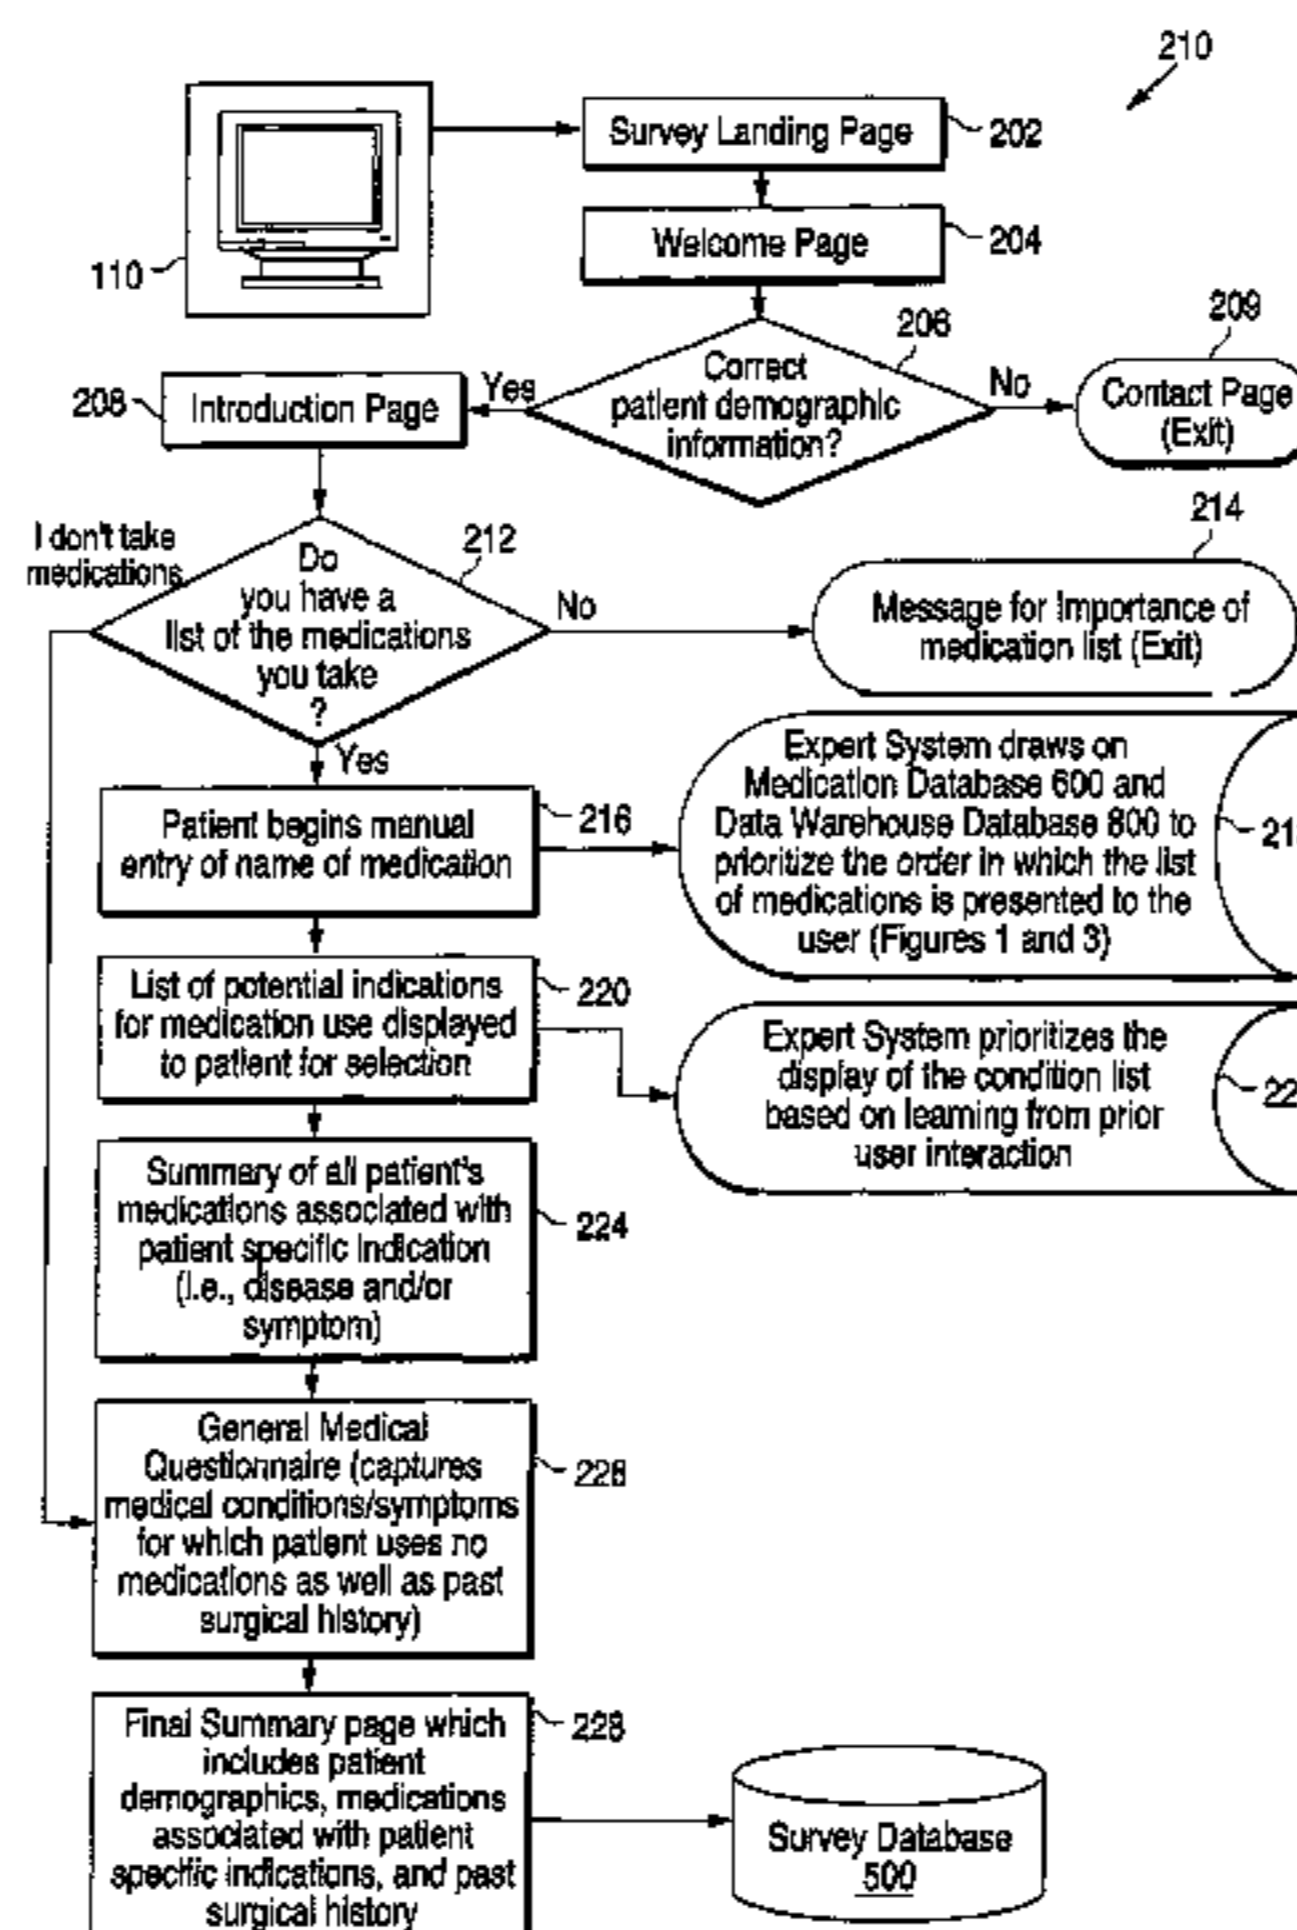 210
Survey Landing Page
202
Welcome Page
204
110
206
209
Correct
patient demographic
information?
Yes
No
208
Introduction Page
Contact Page
(Exit)
214
I don't take
medications
212
Do
you have a
list of the medications
you take
?
No
Yes
Message for Importance of
medication list (Exit)
Patient begins manual
entry of name of medication
216
Expert System draws on
Medication Database 600 and
Data Warehouse Database 800 to
prioritize the order in which the list
of medications is presented to the
user (Figures 1 and 3)
List of potential indications
for medication use displayed
to patient for selection
220
Expert System prioritizes the
display of the condition list
based on learning from prior
user interaction
Summary of all patient's
medications associated with
patient specific indication
(i.e., disease and/or
symptom)
224
General Medical
Questionnaire (captures
medical conditions/symptoms
for which patient uses no
medications as well as past
surgical history)
226
Final Summary page which
includes patient
demographics, medications
associated with patient
specific indications, and past
surgical history
228
Survey Database
500